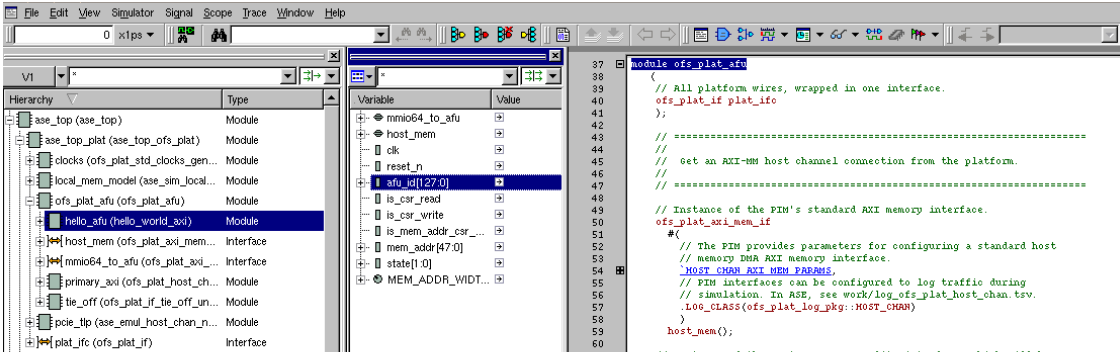 File Edit View Simulator Signal Scope Trace Window Help
0 x1ps
V1 *
Hierarchy Type
ase_top (ase_top) Module
ase_top_plat (ase_top_ofs_plat) Module
clocks (ofs_plat_std_clocks_gen... Module
local_mem_model (ase_sim_local... Module
ofs_plat_afu (ofs_plat_afu) Module
hello_afu (hello_world_axi) Module
host_mem (ofs_plat_axi_mem... Interface
mmio64_to_afu (ofs_plat_axi_... Interface
primary_axi (ofs_plat_host_ch... Module
tie_off (ofs_plat_if_tie_off_un... Module
pcie_tlp (ase_emul_host_chan_n... Module
plat_ifc (ofs_plat_if) Interface
*
Variable Value
mmio64_to_afu
host_mem
clk
reset_n
afu_id[127:0]
is_csr_read
is_csr_write
is_mem_addr_csr_...
mem_addr[47:0]
state[1:0]
MEM_ADDR_WIDT...
37 module ofs_plat_afu
38 (
39 // All platform wires, wrapped in one interface.
40 ofs_plat_if plat_ifc
41 );
42
43 // ====================================================================
44 //
45 // Get an AXI-MM host channel connection from the platform.
46 //
47 // ====================================================================
48
49 // Instance of the PIM's standard AXI memory interface.
50 ofs_plat_axi_mem_if
51 #(
52 // The PIM provides parameters for configuring a standard host
53 // memory DMA AXI memory interface.
54 `HOST_CHAN_AXI_MEM_PARAMS,
55 // PIM interfaces can be configured to log traffic during
56 // simulation. In ASE, see work/log_ofs_plat_host_chan.tsv.
57 .LOG_CLASS(ofs_plat_log_pkg::HOST_CHAN)
58 )
59 host_mem();
60